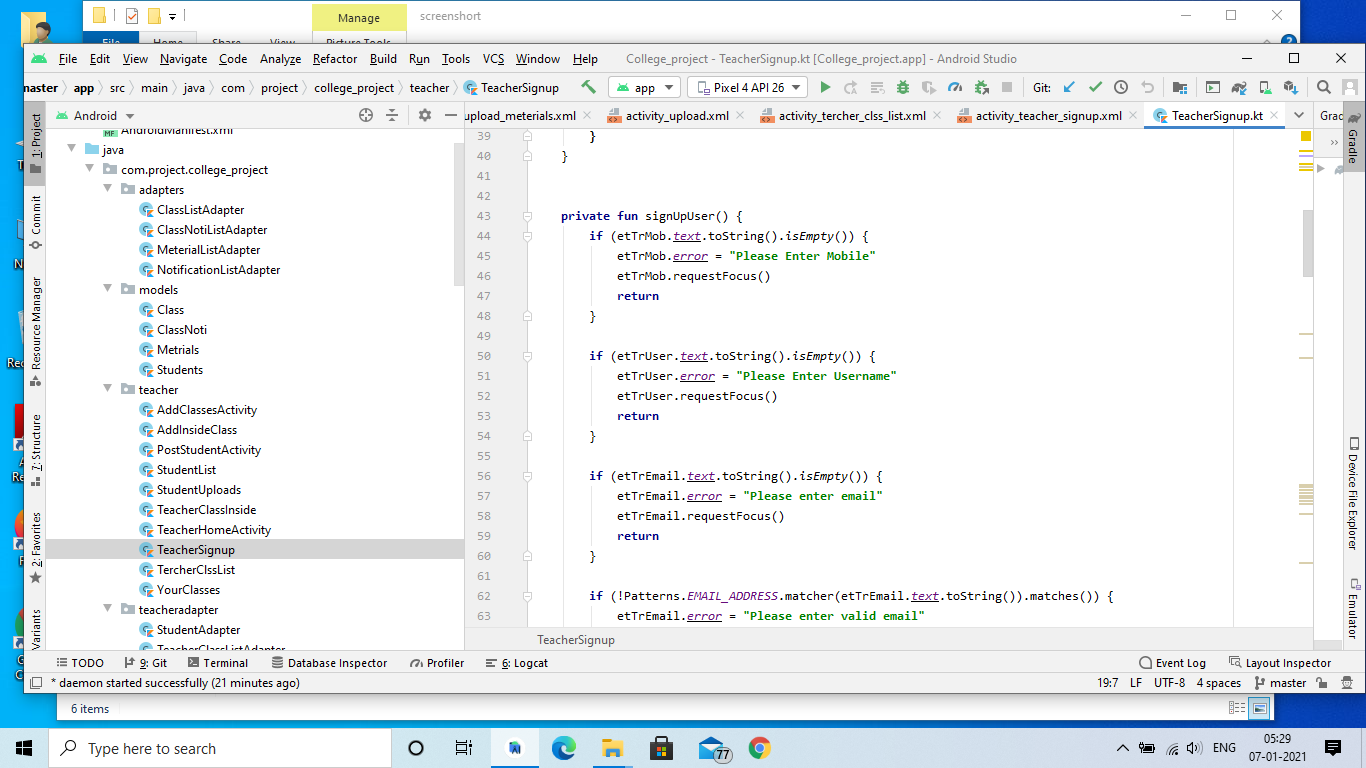 Manage
screenshort
File Home Share View Picture Tools
File Edit View Navigate Code Analyze Refactor Build Run Tools VCS Window Help College_project - TeacherSignup.kt [College_project.app] - Android Studio
master app src main java com project college_project teacher TeacherSignup app Pixel 4 API 26 Git:
Android upload_meterials.xml activity_upload.xml activity_tercher_clss_list.xml activity_teacher_signup.xml TeacherSignup.kt Grac
1: Project
Commit
Resource Manager
7: Structure
2: Favorites
Variants
AndroidManifest.xml
java
com.project.college_project
adapters
ClassListAdapter
ClassNotiListAdapter
MeterialListAdapter
NotificationListAdapter
models
Class
ClassNoti
Metrials
Students
teacher
AddClassesActivity
AddInsideClass
PostStudentActivity
StudentList
StudentUploads
TeacherClassInside
TeacherHomeActivity
TeacherSignup
TercherClssList
YourClasses
teacheradapter
StudentAdapter
TeacherClassListAdapter
39 }
40 }
41
42
43 private fun signUpUser() {
44 if (etTrMob.text.toString().isEmpty()) {
45 etTrMob.error = "Please Enter Mobile"
46 etTrMob.requestFocus()
47 return
48 }
49
50 if (etTrUser.text.toString().isEmpty()) {
51 etTrUser.error = "Please Enter Username"
52 etTrUser.requestFocus()
53 return
54 }
55
56 if (etTrEmail.text.toString().isEmpty()) {
57 etTrEmail.error = "Please enter email"
58 etTrEmail.requestFocus()
59 return
60 }
61
62 if (!Patterns.EMAIL_ADDRESS.matcher(etTrEmail.text.toString()).matches()) {
63 etTrEmail.error = "Please enter valid email"
TeacherSignup
Gradle
Device File Explorer
Emulator
TODO 9: Git Terminal Database Inspector Profiler 6: Logcat Event Log Layout Inspector
* daemon started successfully (21 minutes ago) 19:7 LF UTF-8 4 spaces master
6 items
Type here to search 77 ENG 05:29
07-01-2021